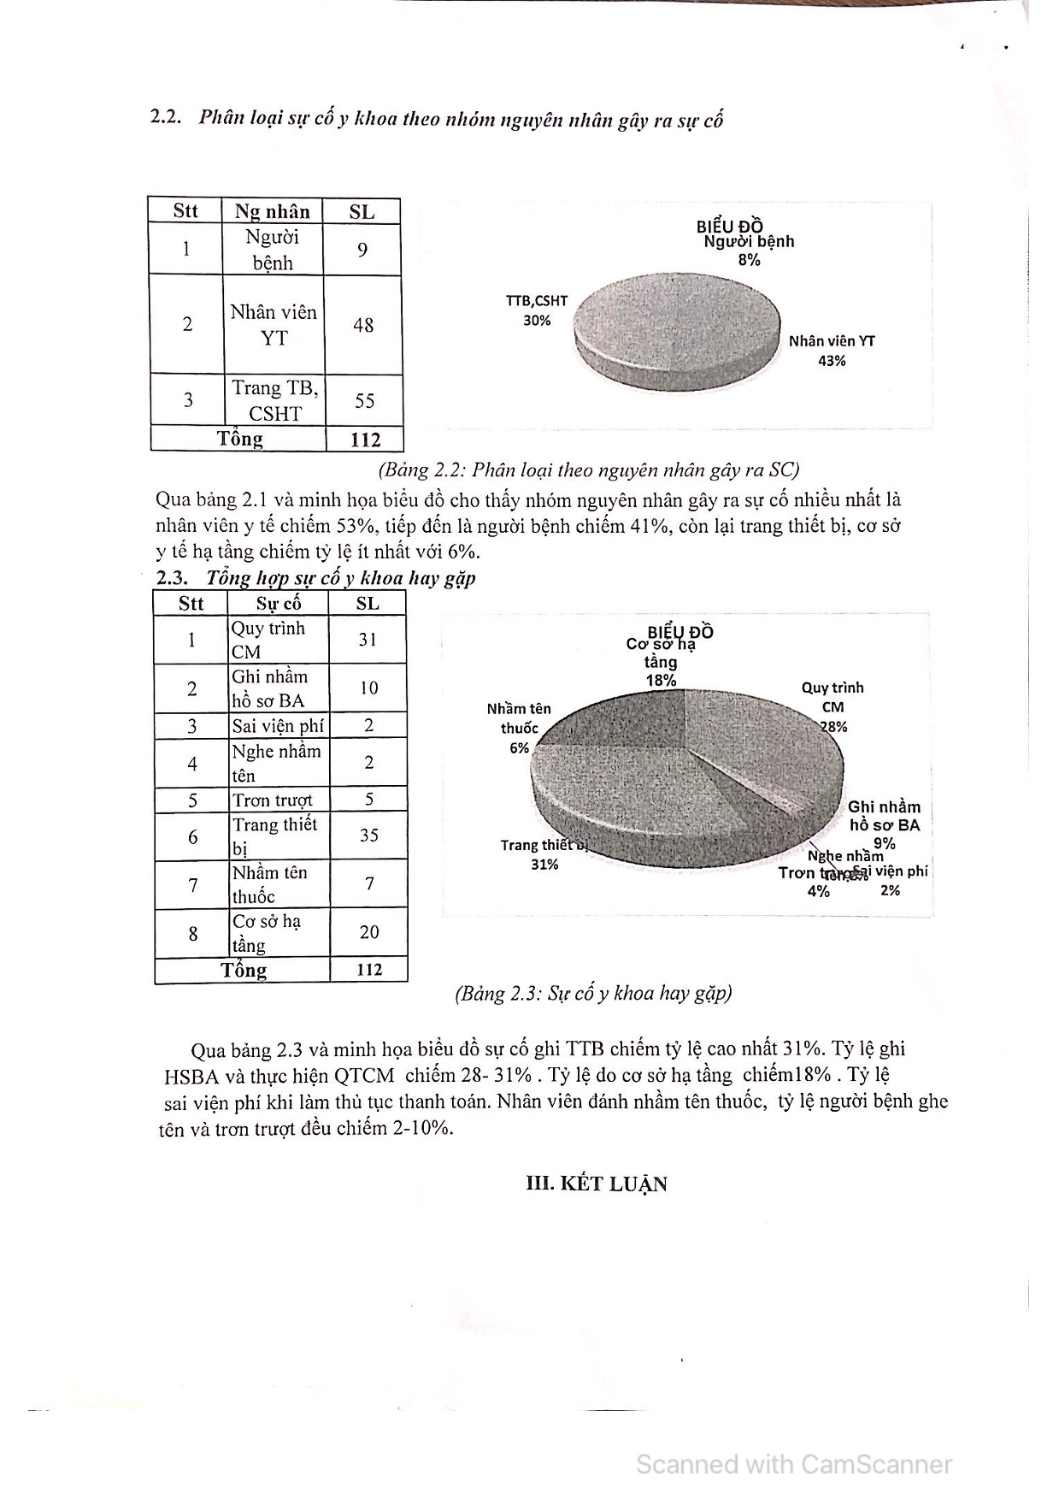 2.2. Phân loại sự cố y khoa theo nhóm nguyên nhân gây ra sự cố
Stt Ng nhân SL
1 Người bệnh 9
2 Nhân viên YT 48
3 Trang TB, CSHT 55
Tổng 112
BIỂU ĐỒ
Người bệnh
8%
TTB,CSHT
30%
Nhân viên YT
43%
(Bảng 2.2: Phân loại theo nguyên nhân gây ra SC)
Qua bảng 2.1 và minh họa biểu đồ cho thấy nhóm nguyên nhân gây ra sự cố nhiều nhất là
nhân viên y tế chiếm 53%, tiếp đến là người bệnh chiếm 41%, còn lại trang thiết bị, cơ sở
y tế hạ tầng chiếm tỷ lệ ít nhất với 6%.
2.3. Tổng hợp sự cố y khoa hay gặp
Stt Sự cố SL
1 Quy trình CM 31
2 Ghi nhầm hồ sơ BA 10
3 Sai viện phí 2
4 Nghe nhầm tên 2
5 Trơn trượt 5
6 Trang thiết bị 35
7 Nhầm tên thuốc 7
8 Cơ sở hạ tầng 20
Tổng 112
BIỂU ĐỒ
Cơ sở hạ
tầng
18%
Quy trình
CM
28%
Nhầm tên
thuốc
6%
Ghi nhầm
hồ sơ BA
9%
Trang thiết bị
31%
Nghe nhầm
Trơn trượt
4%
Sai viện phí
2%
(Bảng 2.3: Sự cố y khoa hay gặp)
Qua bảng 2.3 và minh họa biểu đồ sự cố ghi TTB chiếm tỷ lệ cao nhất 31%. Tỷ lệ ghi
HSBA và thực hiện QTCM chiếm 28- 31% . Tỷ lệ do cơ sở hạ tầng chiếm18% . Tỷ lệ
sai viện phí khi làm thủ tục thanh toán. Nhân viên đánh nhầm tên thuốc, tỷ lệ người bệnh ghe
tên và trơn trượt đều chiếm 2-10%.
III. KẾT LUẬN
Scanned with CamScanner